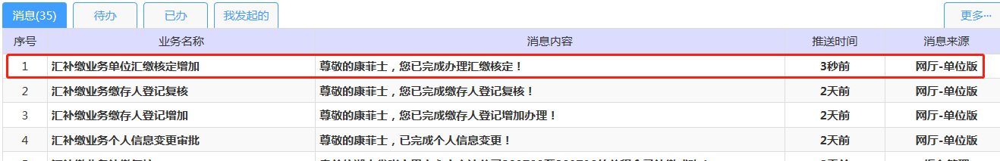 消息(35) 待办 已办 我发起的 更多···
序号 业务名称 消息内容 推送时间 消息来源
1 汇补缴业务单位汇缴核定增加 尊敬的康菲士，您已完成办理汇缴核定！ 3秒前 网厅-单位版
2 汇补缴业务缴存人登记复核 尊敬的康菲士，您已完成缴存人登记复核！ 2天前 网厅-单位版
3 汇补缴业务缴存人登记增加 尊敬的康菲士，您已完成缴存人登记增加办理！ 2天前 网厅-单位版
4 汇补缴业务个人信息变更审批 尊敬的康菲士，已完成个人信息变更！ 2天前 网厅-单位版